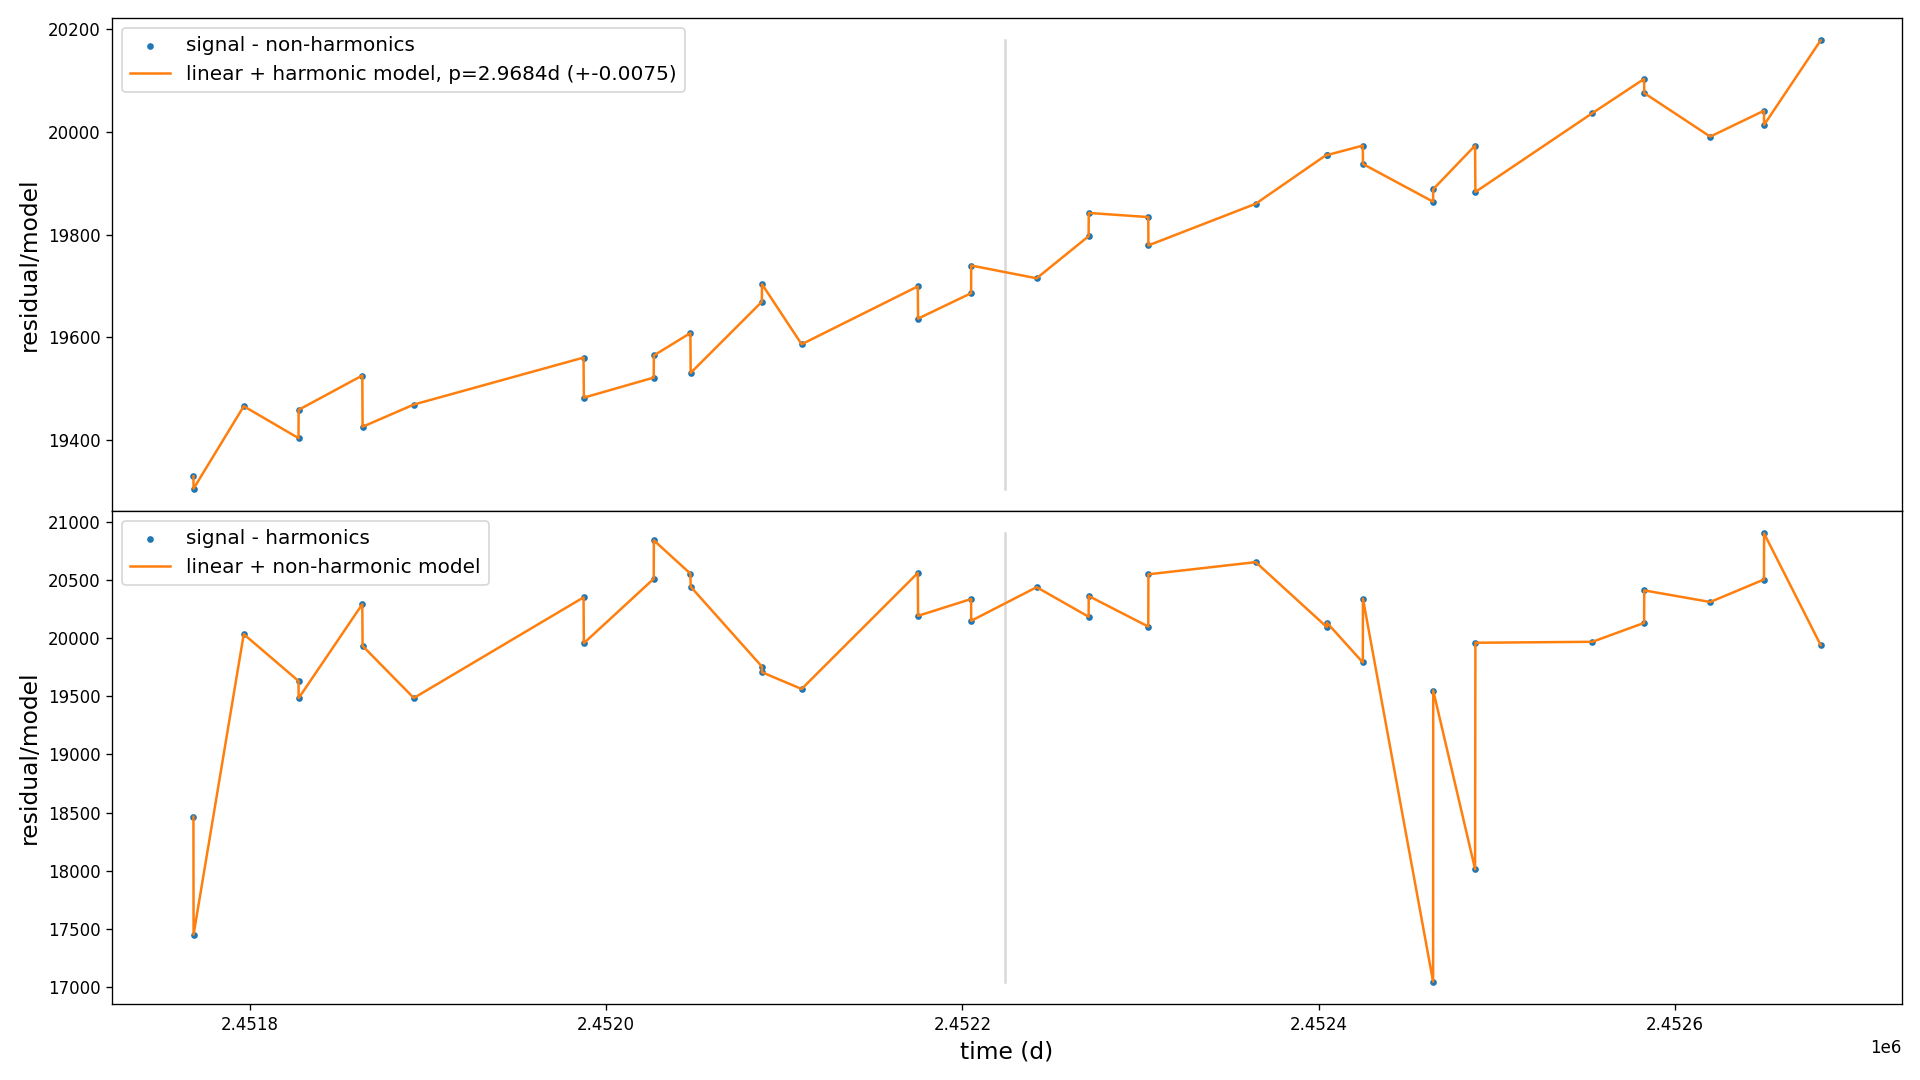 20200
20000
19800
19600
19400
residual/model
signal - non-harmonics
linear + harmonic model, p=2.9684d (+-0.0075)
21000
20500
20000
19500
19000
18500
18000
17500
17000
residual/model
signal - harmonics
linear + non-harmonic model
2.4518
2.4520
2.4522
2.4524
2.4526
time (d)
1e6